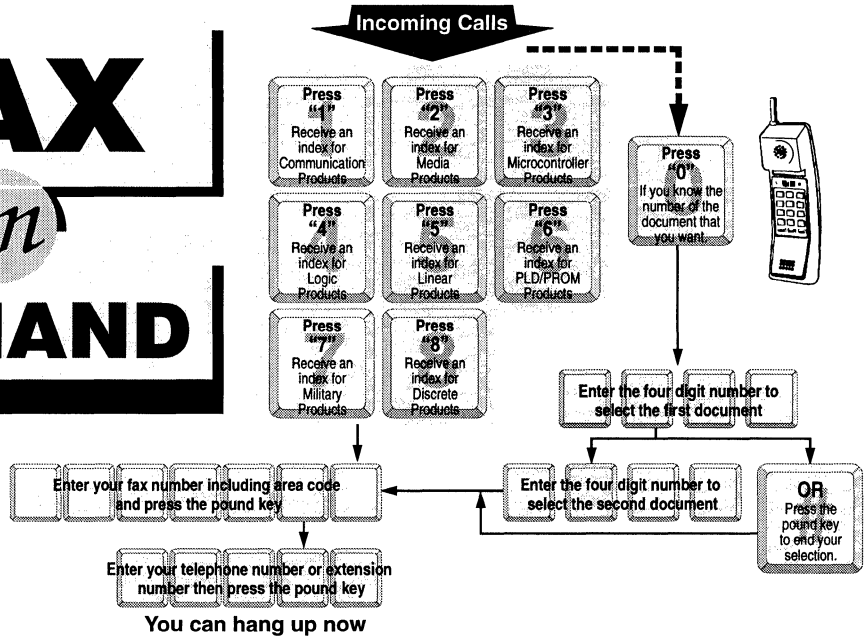 AX
n
MAND
Incoming Calls
Press
"1"
Receive an
index for
Communication
Products
Press
"2"
Receive an
index for
Media
Products
Press
"3"
Receive an
index for
Microcontroller
Products
Press
"0"
If you know the
number of the
document that
you want.
Press
"4"
Receive an
index for
Logic
Products
Press
"5"
Receive an
index for
Linear
Products
Press
"6"
Receive an
index for
PLD/PROM
Products
Press
"7"
Receive an
index for
Military
Products
Press
"8"
Receive an
index for
Discrete
Products
Enter the four digit number to
select the first document
Enter your fax number including area code
and press the pound key
Enter the four digit number to
select the second document
OR
Press the
pound key
to end your
selection.
Enter your telephone number or extension
number then press the pound key
You can hang up now